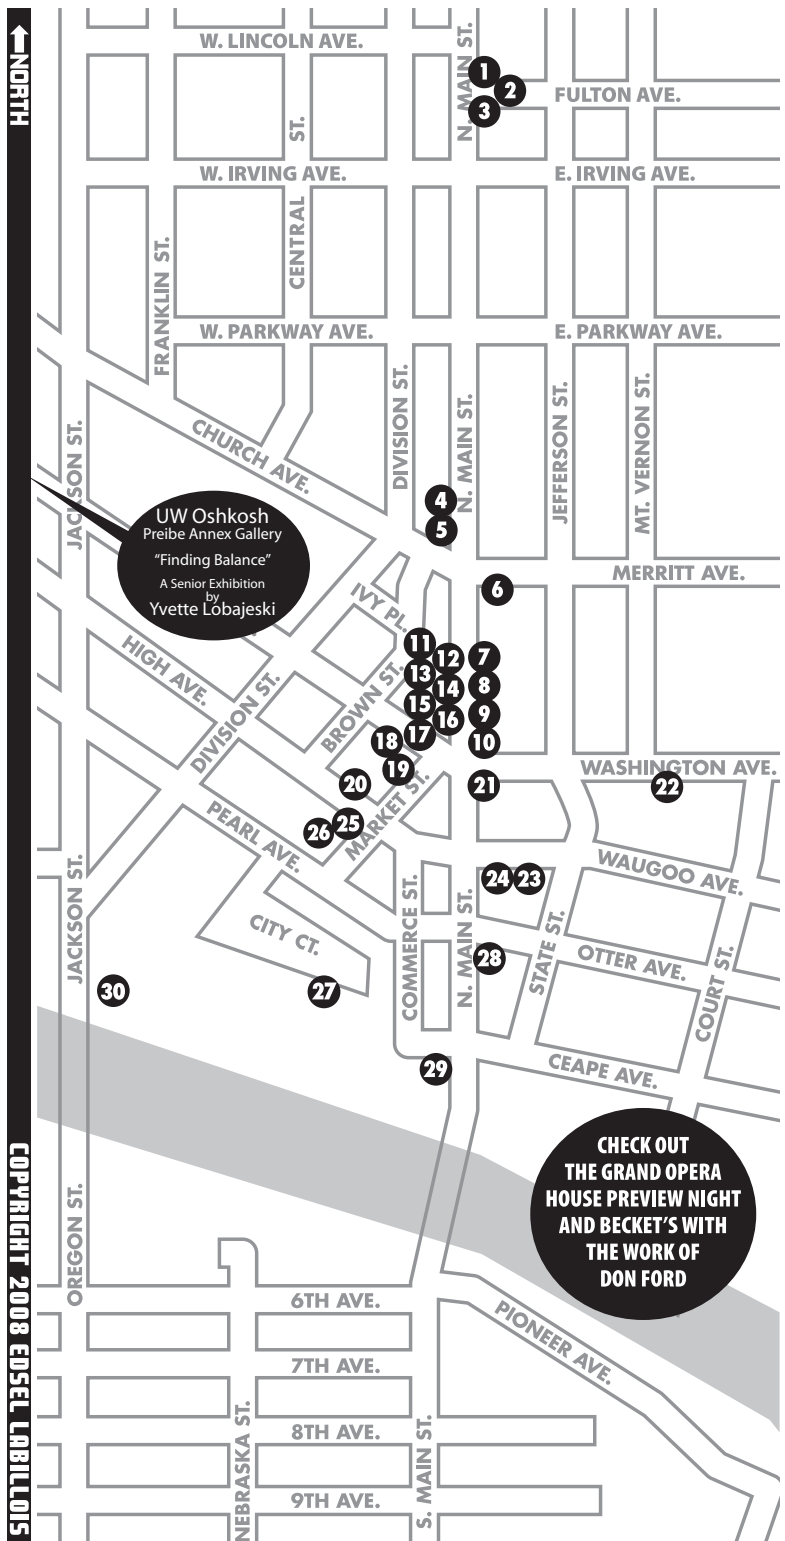 NORTH
W. LINCOLN AVE.
N. MAIN ST.
1
2
FULTON AVE.
3
ST.
W. IRVING AVE.
E. IRVING AVE.
CENTRAL
FRANKLIN ST.
W. PARKWAY AVE.
E. PARKWAY AVE.
DIVISION ST.
N. MAIN ST.
JEFFERSON ST.
MT. VERNON ST.
CHURCH AVE.
JACKSON ST.
4
5
UW Oshkosh
Preibe Annex Gallery
"Finding Balance"
A Senior Exhibition
by
Yvette Lobajeski
MERRITT AVE.
6
IVY PL.
HIGH AVE.
11
12
7
13
14
8
15
16
9
17
10
18
19
BROWN ST.
DIVISION ST.
WASHINGTON AVE.
20
21
22
MARKET ST.
25
26
PEARL AVE.
WAUGOO AVE.
24
23
JACKSON ST.
CITY CT.
COMMERCE ST.
N. MAIN ST.
STATE ST.
28
OTTER AVE.
COURT ST.
30
27
29
CEAPE AVE.
CHECK OUT
THE GRAND OPERA
HOUSE PREVIEW NIGHT
AND BECKET'S WITH
THE WORK OF
DON FORD
OREGON ST.
6TH AVE.
PIONEER AVE.
7TH AVE.
8TH AVE.
9TH AVE.
NEBRASKA ST.
S. MAIN ST.
COPYRIGHT 2008 EDSEL LABILLOIS